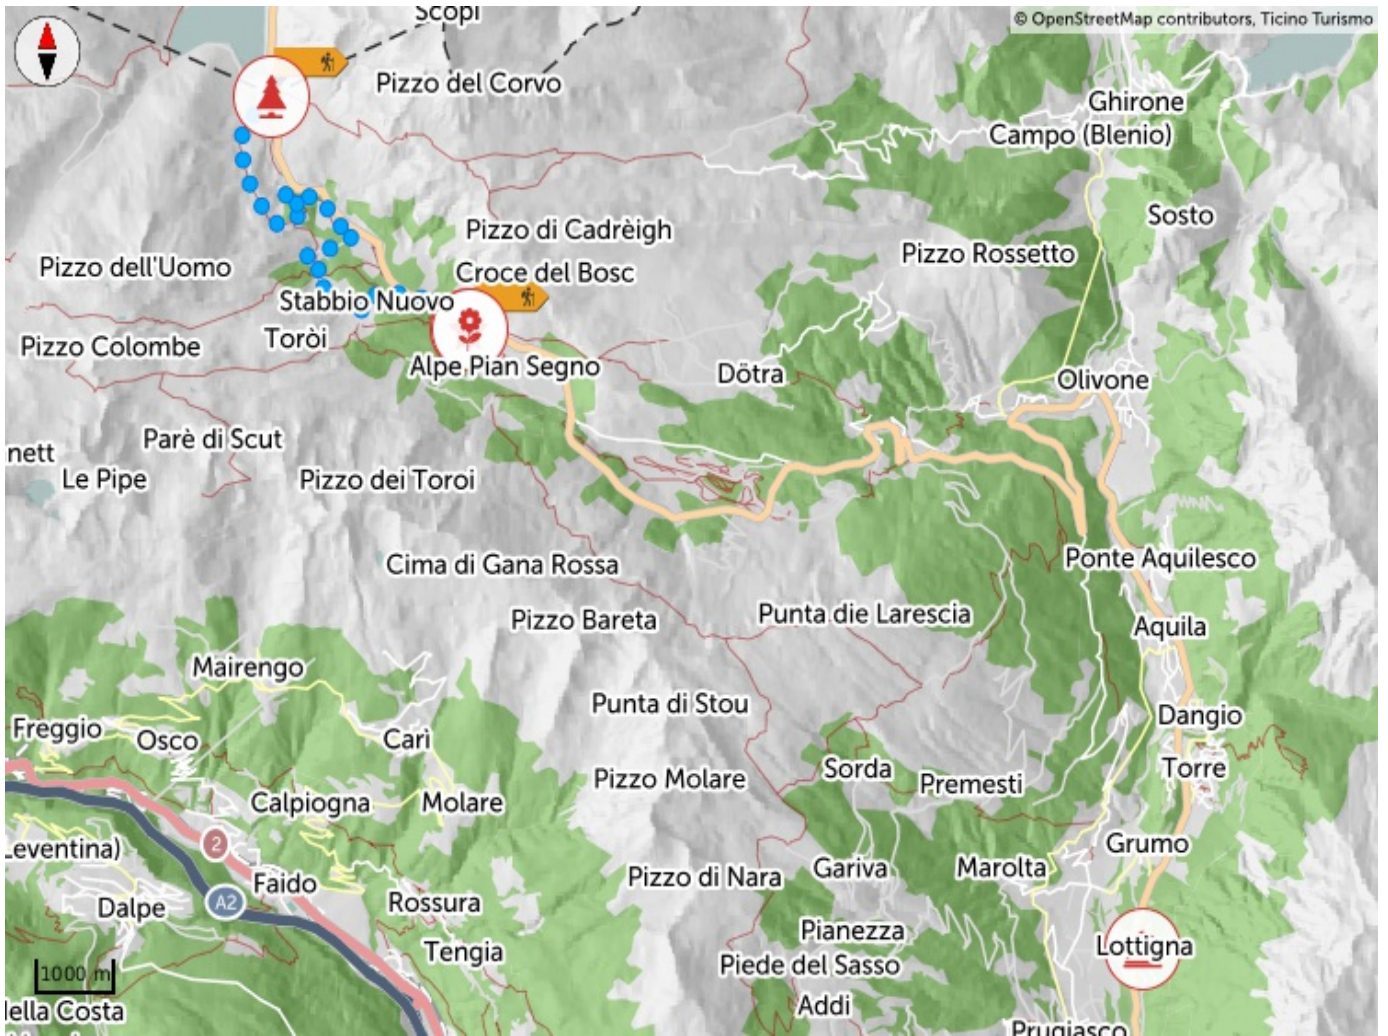 Scopi
© OpenStreetMap contributors, Ticino Turismo
Pizzo del Corvo
Ghirone
Campo (Blenio)
Sosto
Pizzo di Cadrèigh
Pizzo Rossetto
Pizzo dell'Uomo
Croce del Bosc
Stabbio Nuovo
Toròi
Pizzo Colombe
Alpe Pian Segno
Dötra
Olivone
Parè di Scut
nett
Le Pipe
Pizzo dei Toroi
Cima di Gana Rossa
Ponte Aquilesco
Pizzo Bareta
Punta die Larescia
Aquila
Mairengo
Punta di Stou
Dangio
Freggio
Osco
Carì
Pizzo Molare
Sorda
Premesti
Torre
Calpiogna
Molare
2
Leventina)
Grumo
Faido
Pizzo di Nara
Gariva
Marolta
A2
Dalpe
Rossura
Pianezza
Lottigna
Tengia
Piede del Sasso
1000 m
della Costa
Addi
Prugiasco